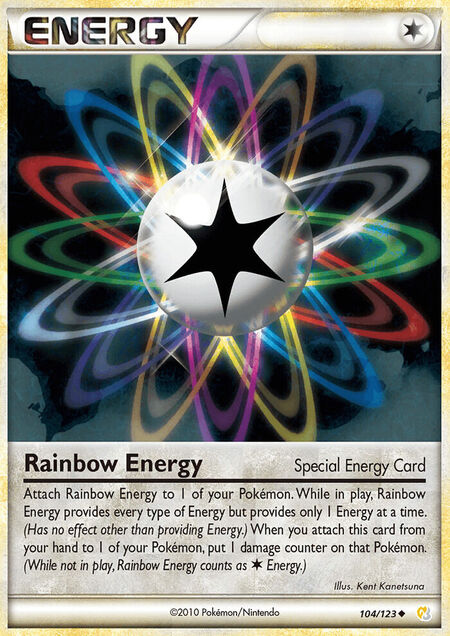 ENERGY
Rainbow Energy Special Energy Card
Attach Rainbow Energy to 1 of your Pokémon. While in play, Rainbow
Energy provides every type of Energy but provides only 1 Energy at a time.
(Has no effect other than providing Energy.) When you attach this card from
your hand to 1 of your Pokémon, put 1 damage counter on that Pokémon.
(While not in play, Rainbow Energy counts as ✶ Energy.)
Illus. Kent Kanetsuna
©2010 Pokémon/Nintendo 104/123 ◆